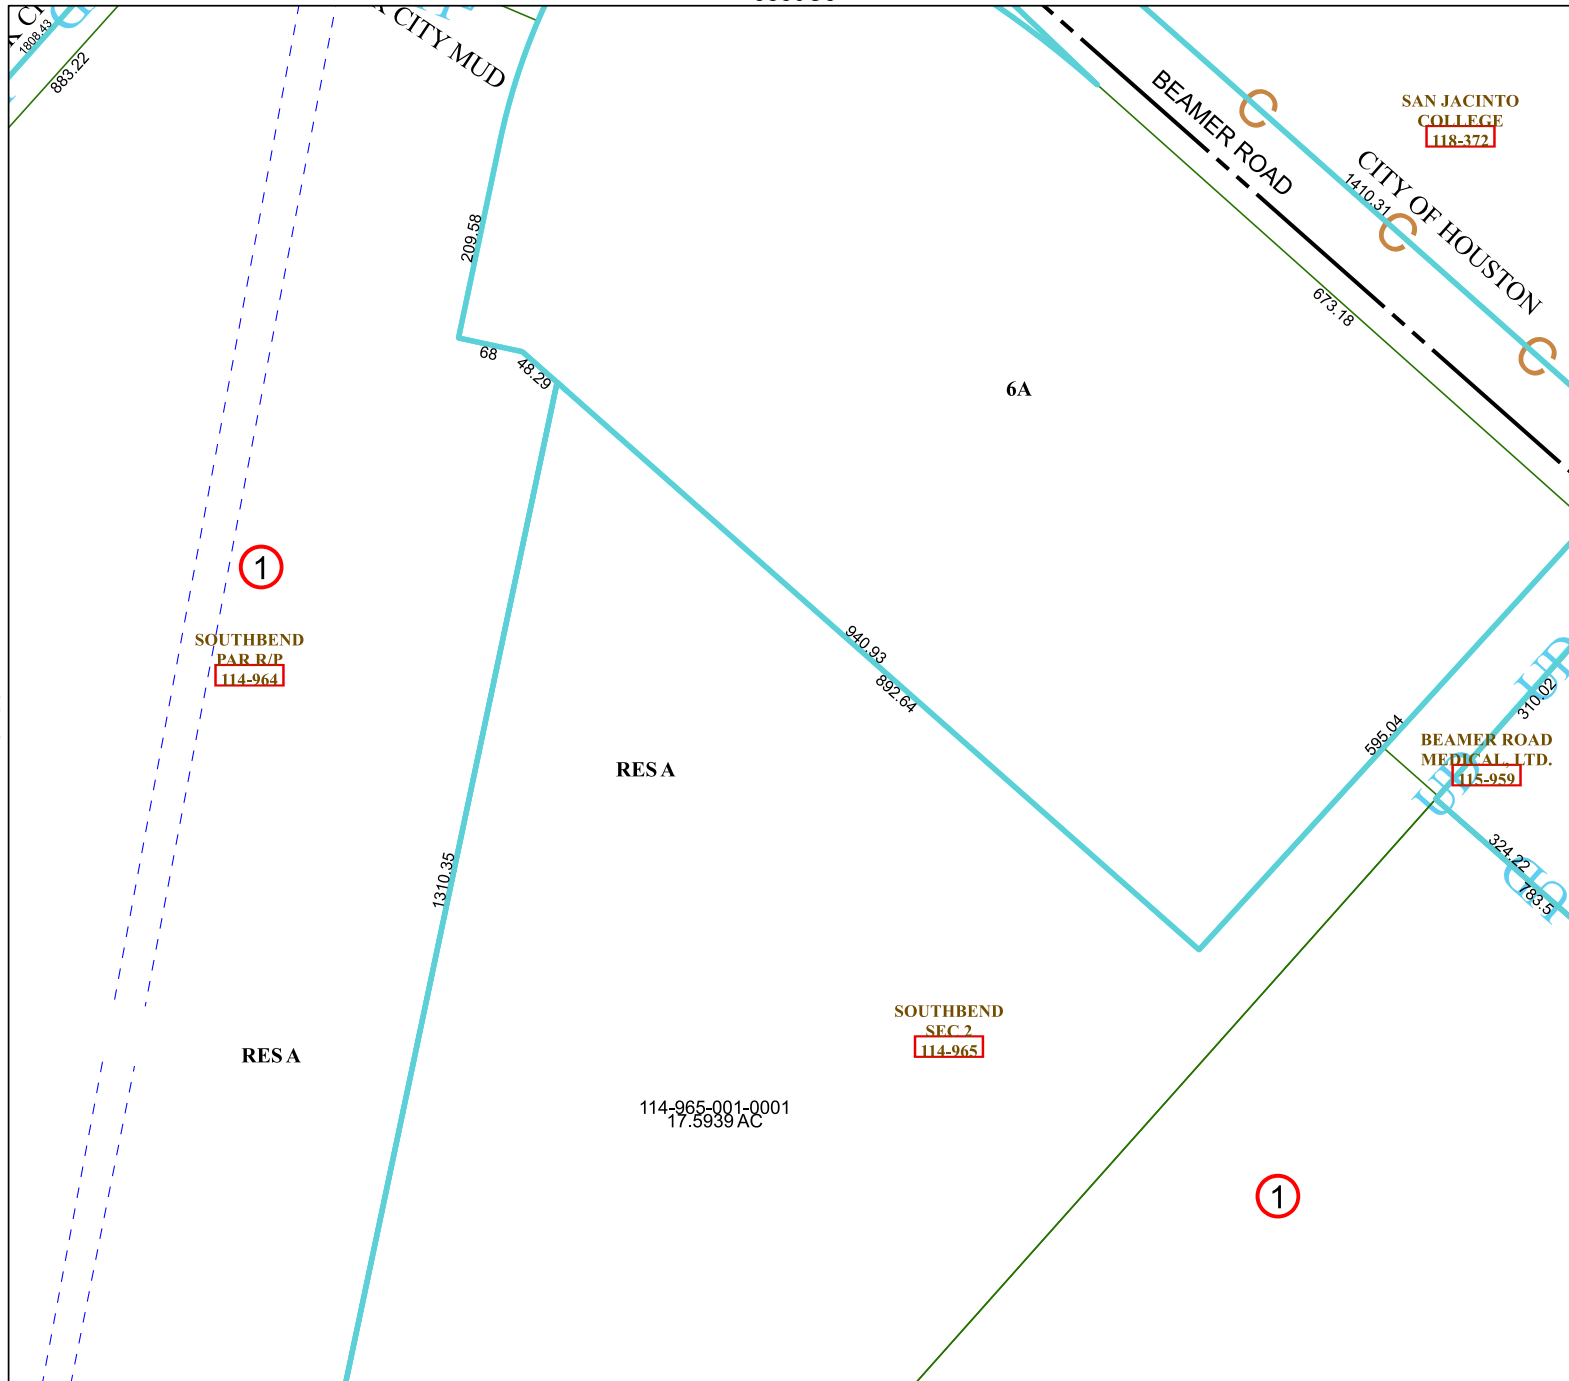 1808.43
883.22
CITY MUD
BEAMER ROAD
C
SAN JACINTO
COLLEGE
118-372
CITY OF HOUSTON
1410.31
C
209.58
673.18
C
68
48.29
6A
1
SOUTHBEND
PAR R/P
114-964
940.93
892.64
UD
310.02
595.04
BEAMER ROAD
MEDICAL, LTD.
115-959
UD
RES A
324.22
783.5
UD
1310.35
SOUTHBEND
SEC 2
114-965
RES A
114-965-001-0001
17.5939 AC
1